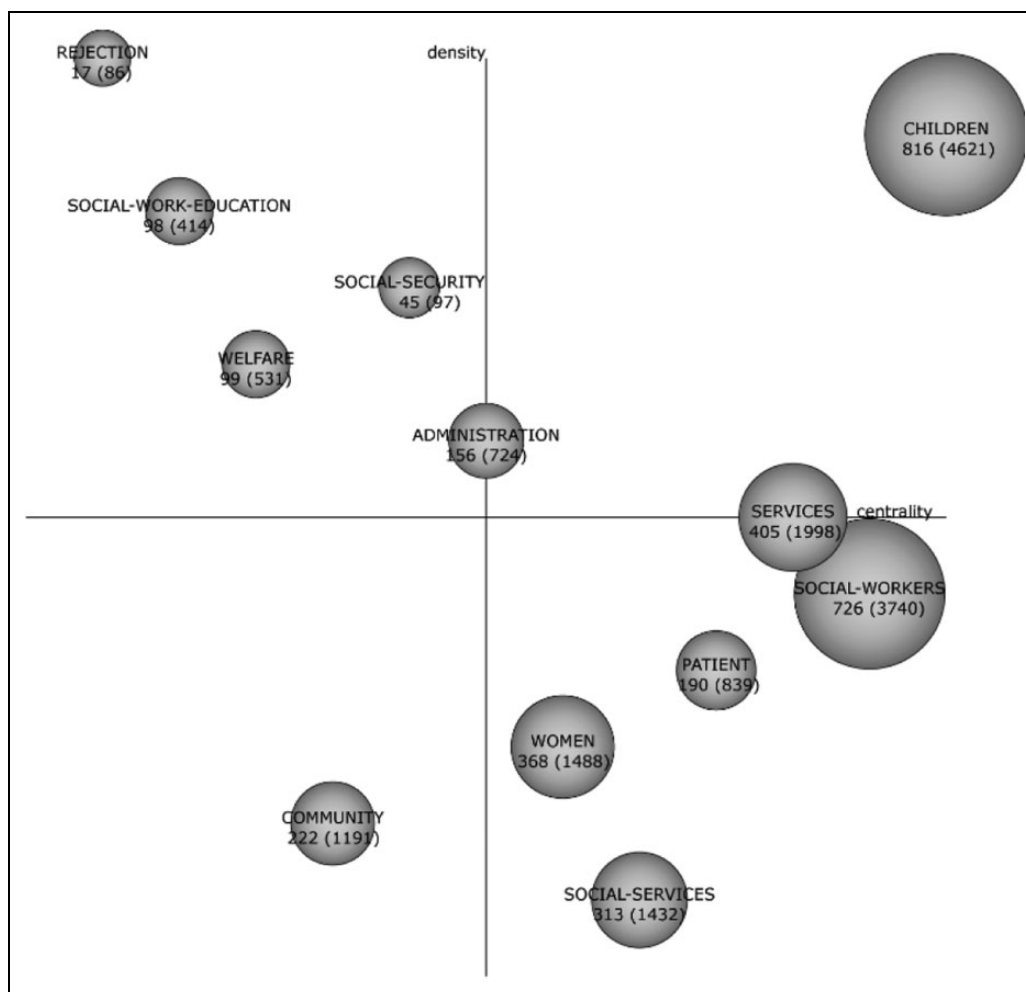 REJECTION
17 (86)
density
CHILDREN
816 (4621)
SOCIAL-WORK-EDUCATION
98 (414)
SOCIAL-SECURITY
45 (97)
WELFARE
99 (531)
ADMINISTRATION
156 (724)
SERVICES
405 (1998)
centrality
SOCIAL-WORKERS
726 (3740)
PATIENT
190 (839)
WOMEN
368 (1488)
COMMUNITY
222 (1191)
SOCIAL-SERVICES
313 (1432)